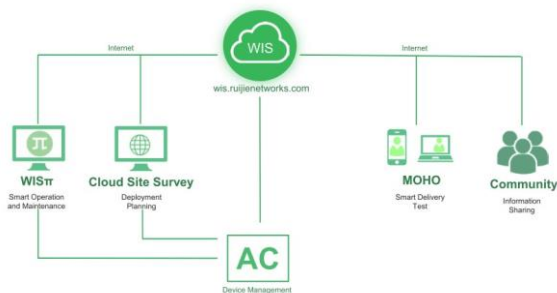 WIS
Internet
Internet
wis.ruijienetworks.com
π
WISπ
Smart Operation
and Maintenance
Cloud Site Survey
Deployment
Planning
MOHO
Smart Delivery
Test
Community
Information
Sharing
AC
Device Management